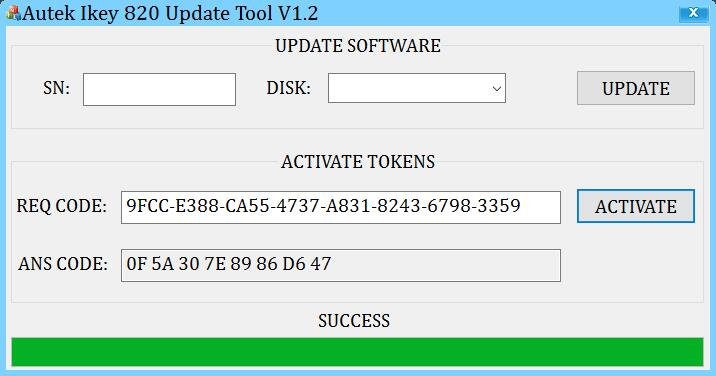 Autek Ikey 820 Update Tool V1.2
x
UPDATE SOFTWARE
SN:
DISK:
UPDATE
ACTIVATE TOKENS
REQ CODE: 9FCC-E388-CA55-4737-A831-8243-6798-3359
ACTIVATE
ANS CODE: 0F 5A 30 7E 89 86 D6 47
SUCCESS